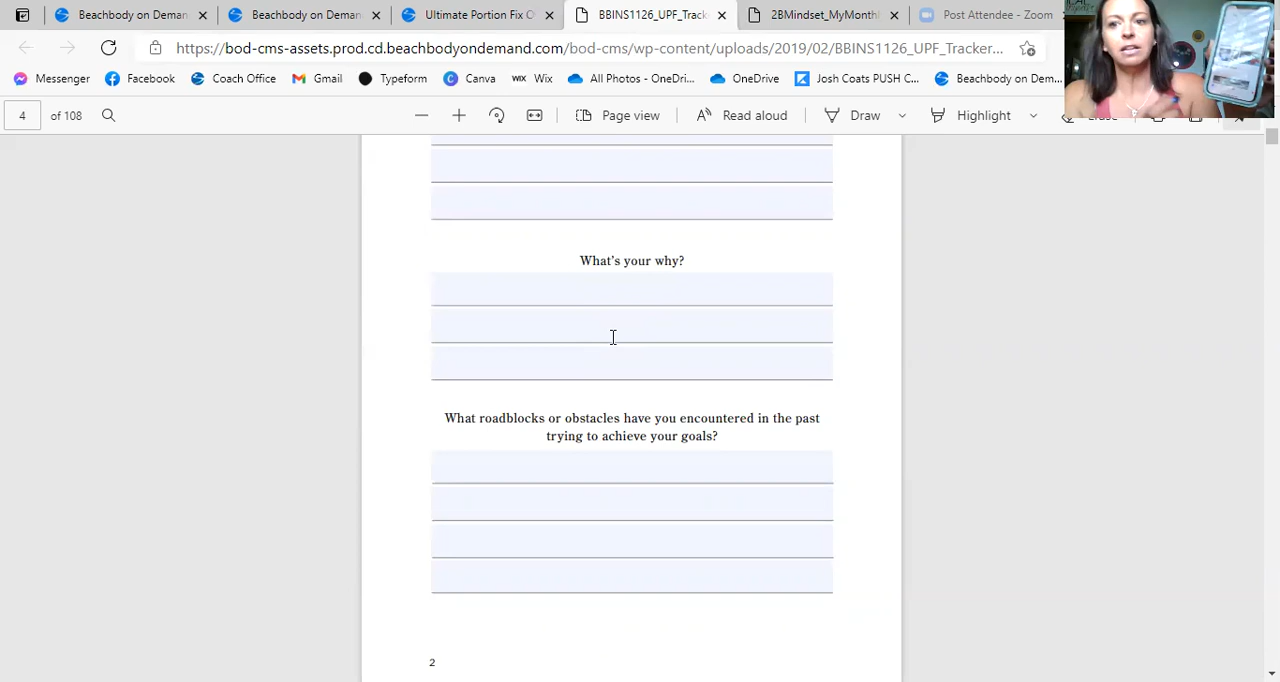 Beachbody on Deman
Beachbody on Deman
Ultimate Portion Fix O
BBINS1126_UPF_Track
2BMindset_MyMonthl
Post Attendee - Zoom
https://bod-cms-assets.prod.cd.beachbodyondemand.com/bod-cms/wp-content/uploads/2019/02/BBINS1126_UPF_Tracker...
Messenger
Facebook
Coach Office
Gmail
Typeform
Canva
WIX Wix
All Photos - OneDri...
OneDrive
Josh Coats PUSH C...
Beachbody on Dem...
4 of 108
Page view
Read aloud
Draw
Highlight
What's your why?
What roadblocks or obstacles have you encountered in the past
trying to achieve your goals?
2